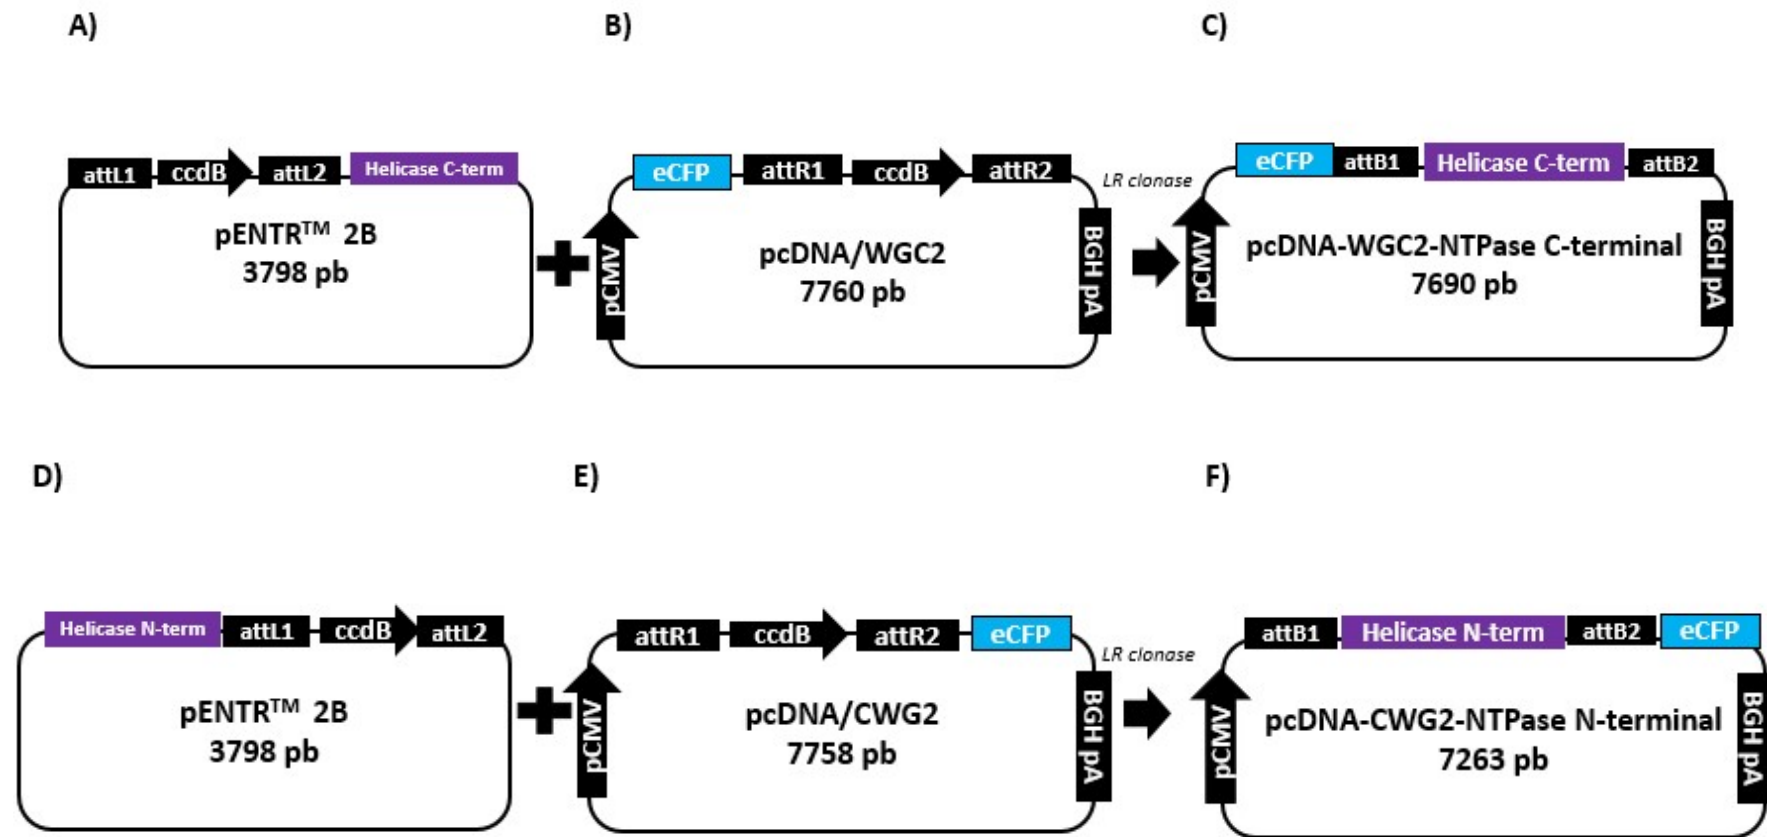 A)
B)
C)
attL1
ccdB
attL2
Helicase C-term
pENTR™ 2B
3798 pb
eCFP
attR1
ccdB
attR2
pCMV
pcDNA/WGC2
7760 pb
BGH pA
LR clonase
eCFP
attB1
Helicase C-term
attB2
pCMV
pcDNA-WGC2-NTPase C-terminal
7690 pb
BGH pA
D)
E)
F)
Helicase N-term
attL1
ccdB
attL2
pENTR™ 2B
3798 pb
attR1
ccdB
attR2
eCFP
pCMV
pcDNA/CWG2
7758 pb
BGH pA
LR clonase
attB1
Helicase N-term
attB2
eCFP
pCMV
pcDNA-CWG2-NTPase N-terminal
7263 pb
BGH pA